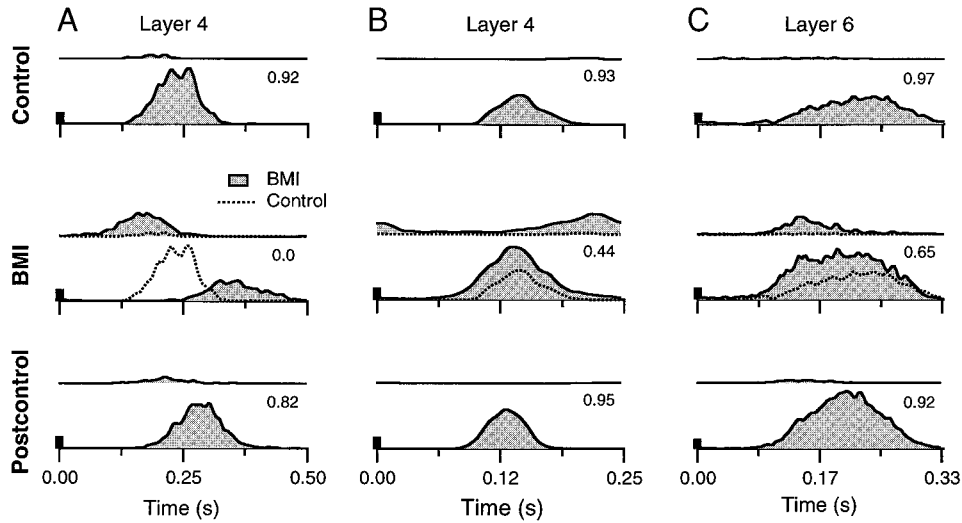 A
Layer 4
B
Layer 4
C
Layer 6
Control
0.92
0.93
0.97
BMI
BMI
Control
0.0
0.44
0.65
Postcontrol
0.82
0.95
0.92
0.00 0.25 0.50
0.00 0.12 0.25
0.00 0.17 0.33
Time (s)
Time (s)
Time (s)